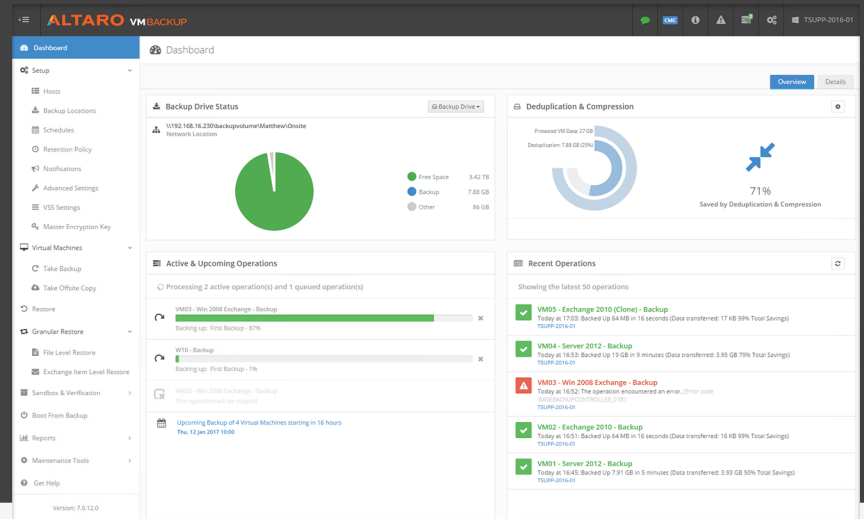 ALTARO VM BACKUP
CMC
TSUPP-2016-01
Dashboard
Setup
Hosts
Backup Locations
Schedules
Retention Policy
Notifications
Advanced Settings
VSS Settings
Master Encryption Key
Virtual Machines
Take Backup
Take Offsite Copy
Restore
Granular Restore
File Level Restore
Exchange Item Level Restore
Sandbox & Verification
Boot From Backup
Reports
Maintenance Tools
Get Help
Version: 7.0.12.0
Dashboard
Overview
Details
Backup Drive Status
Backup Drive
\\192.168.16.230\backupvolume\Matthew\Onsite
Network Location
Free Space 3.42 TB
Backup 7.88 GB
Other 86 GB
Deduplication & Compression
Protected VM Data: 27 GB
Deduplication: 7.88 GB (29%)
71%
Saved by Deduplication & Compression
Active & Upcoming Operations
Processing 2 active operation(s) and 1 queued operation(s)
VM03 - Win 2008 Exchange - Backup
Backing up: First Backup - 87%
W10 - Backup
Backing up: First Backup - 1%
VM03 - Win 2008 Exchange - Backup
This operation will be skipped
Upcoming Backup of 4 Virtual Machines starting in 16 hours
Thu, 12 Jan 2017 10:00
Recent Operations
Showing the latest 50 operations
VM05 - Exchange 2010 (Clone) - Backup
Today at 17:03: Backed Up 64 MB in 16 seconds (Data transferred: 17 KB 99% Total Savings)
TSUPP-2016-01
VM04 - Server 2012 - Backup
Today at 16:53: Backed Up 19 GB in 9 minutes (Data transferred: 3.95 GB 79% Total Savings)
TSUPP-2016-01
VM03 - Win 2008 Exchange - Backup
Today at 16:52: The operation encountered an error. (Error code
TSUPP-2016-01
VM02 - Exchange 2010 - Backup
Today at 16:51: Backed Up 64 MB in 16 seconds (Data transferred: 16 KB 99% Total Savings)
TSUPP-2016-01
VM01 - Server 2012 - Backup
Today at 16:45: Backed Up 7.91 GB in 5 minutes (Data transferred: 3.93 GB 50% Total Savings)
TSUPP-2016-01